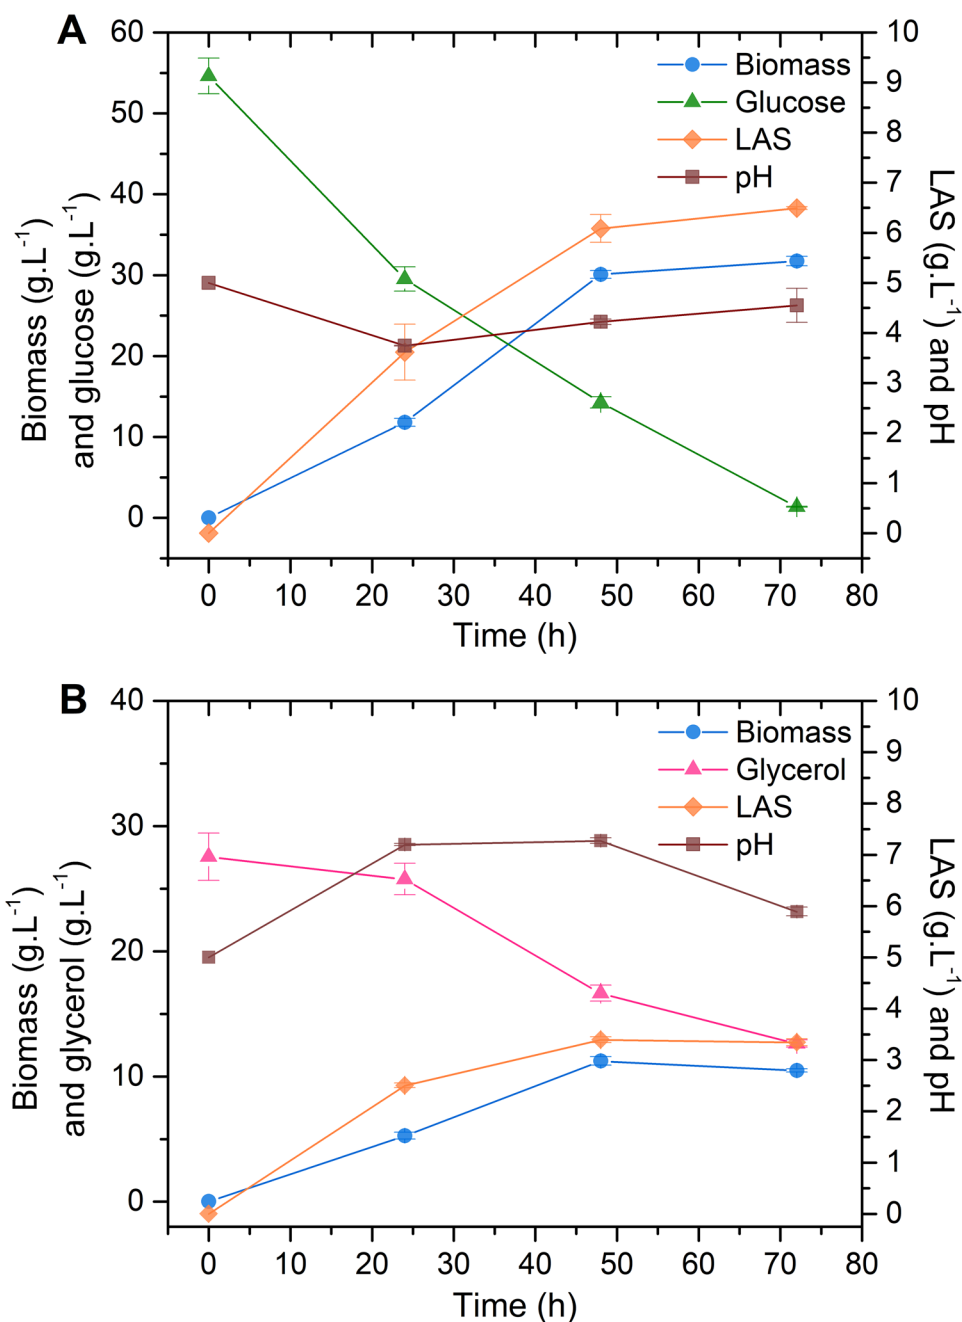 A
Biomass
Glucose
LAS
pH
60
50
40
30
20
10
0
10
9
8
7
6
5
4
3
2
1
0
0 10 20 30 40 50 60 70 80
Time (h)
Biomass (g.L⁻¹)
and glucose (g.L⁻¹)
LAS (g.L⁻¹) and pH
B
Biomass
Glycerol
LAS
pH
40
30
20
10
0
10
9
8
7
6
5
4
3
2
1
0
0 10 20 30 40 50 60 70 80
Time (h)
Biomass (g.L⁻¹)
and glycerol (g.L⁻¹)
LAS (g.L⁻¹) and pH